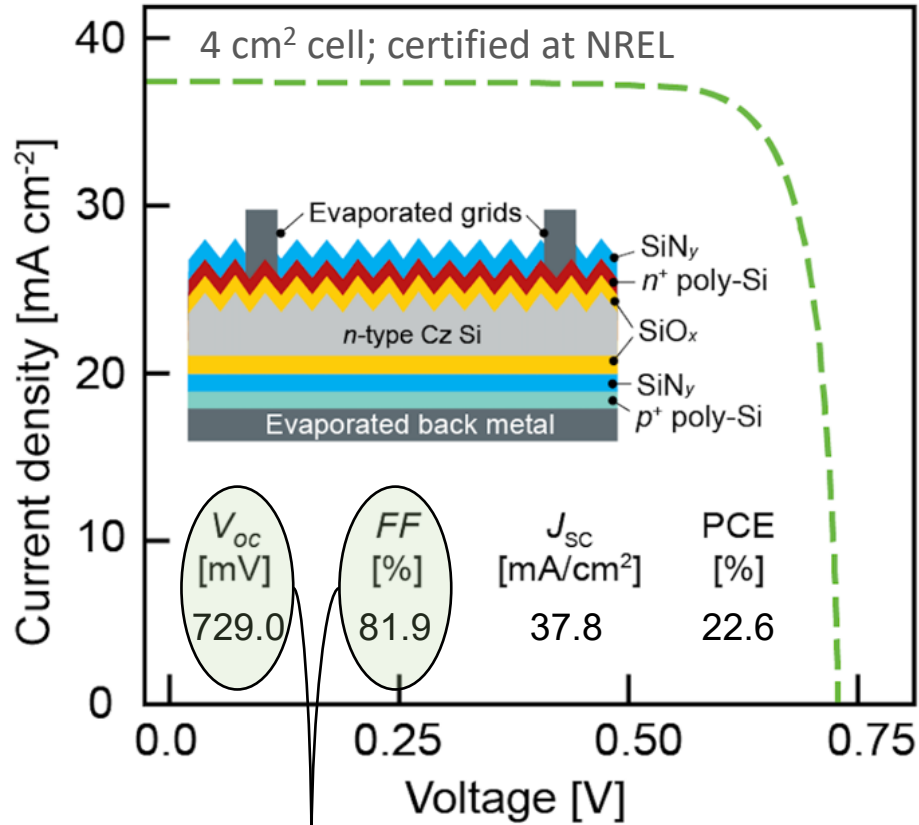 4 cm² cell; certified at NREL
Current density [mA cm⁻²]
40
30
20
10
0
Evaporated grids
SiNy
n⁺ poly-Si
SiOx
n-type Cz Si
SiNy
p⁺ poly-Si
Evaporated back metal
Voc FF JSC PCE
[mV] [%] [mA/cm²] [%]
729.0 81.9 37.8 22.6
0.0 0.25 0.50 0.75
Voltage [V]